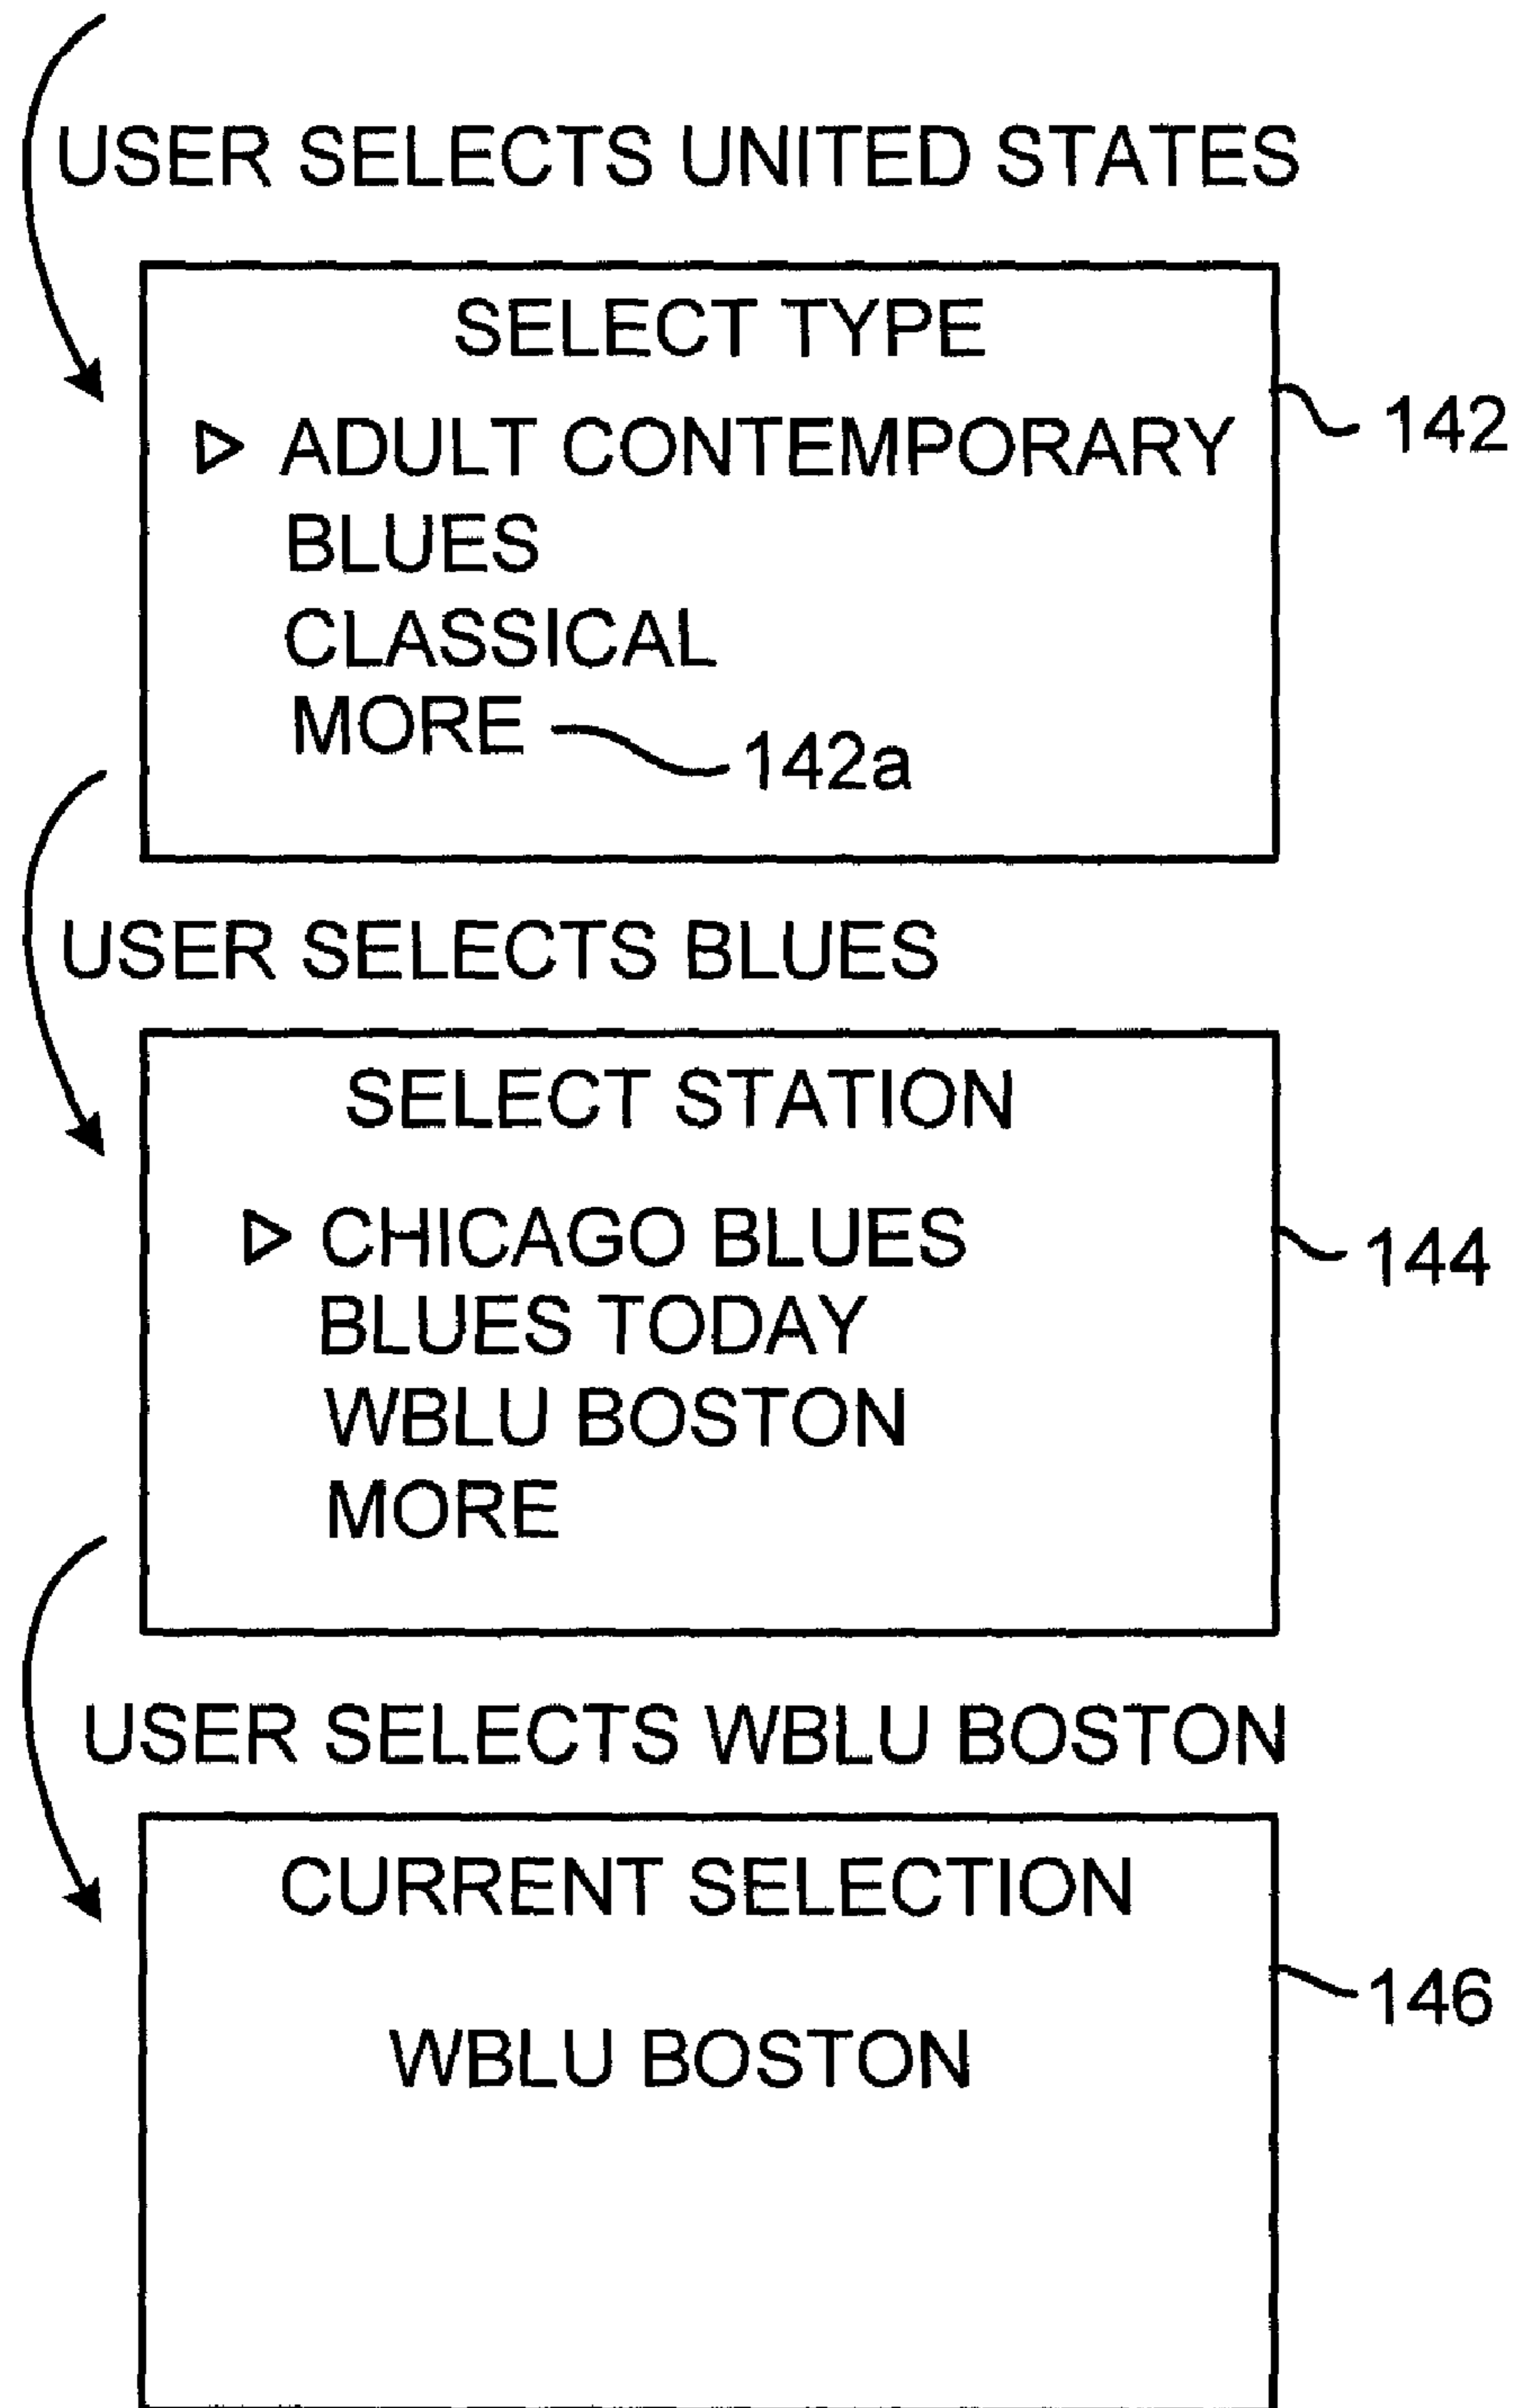 USER SELECTS UNITED STATES
SELECT TYPE
ADULT CONTEMPORARY
142
BLUES
CLASSICAL
MORE
142a
USER SELECTS BLUES
SELECT STATION
CHICAGO BLUES
144
BLUES TODAY
WBLU BOSTON
MORE
USER SELECTS WBLU BOSTON
CURRENT SELECTION
146
WBLU BOSTON